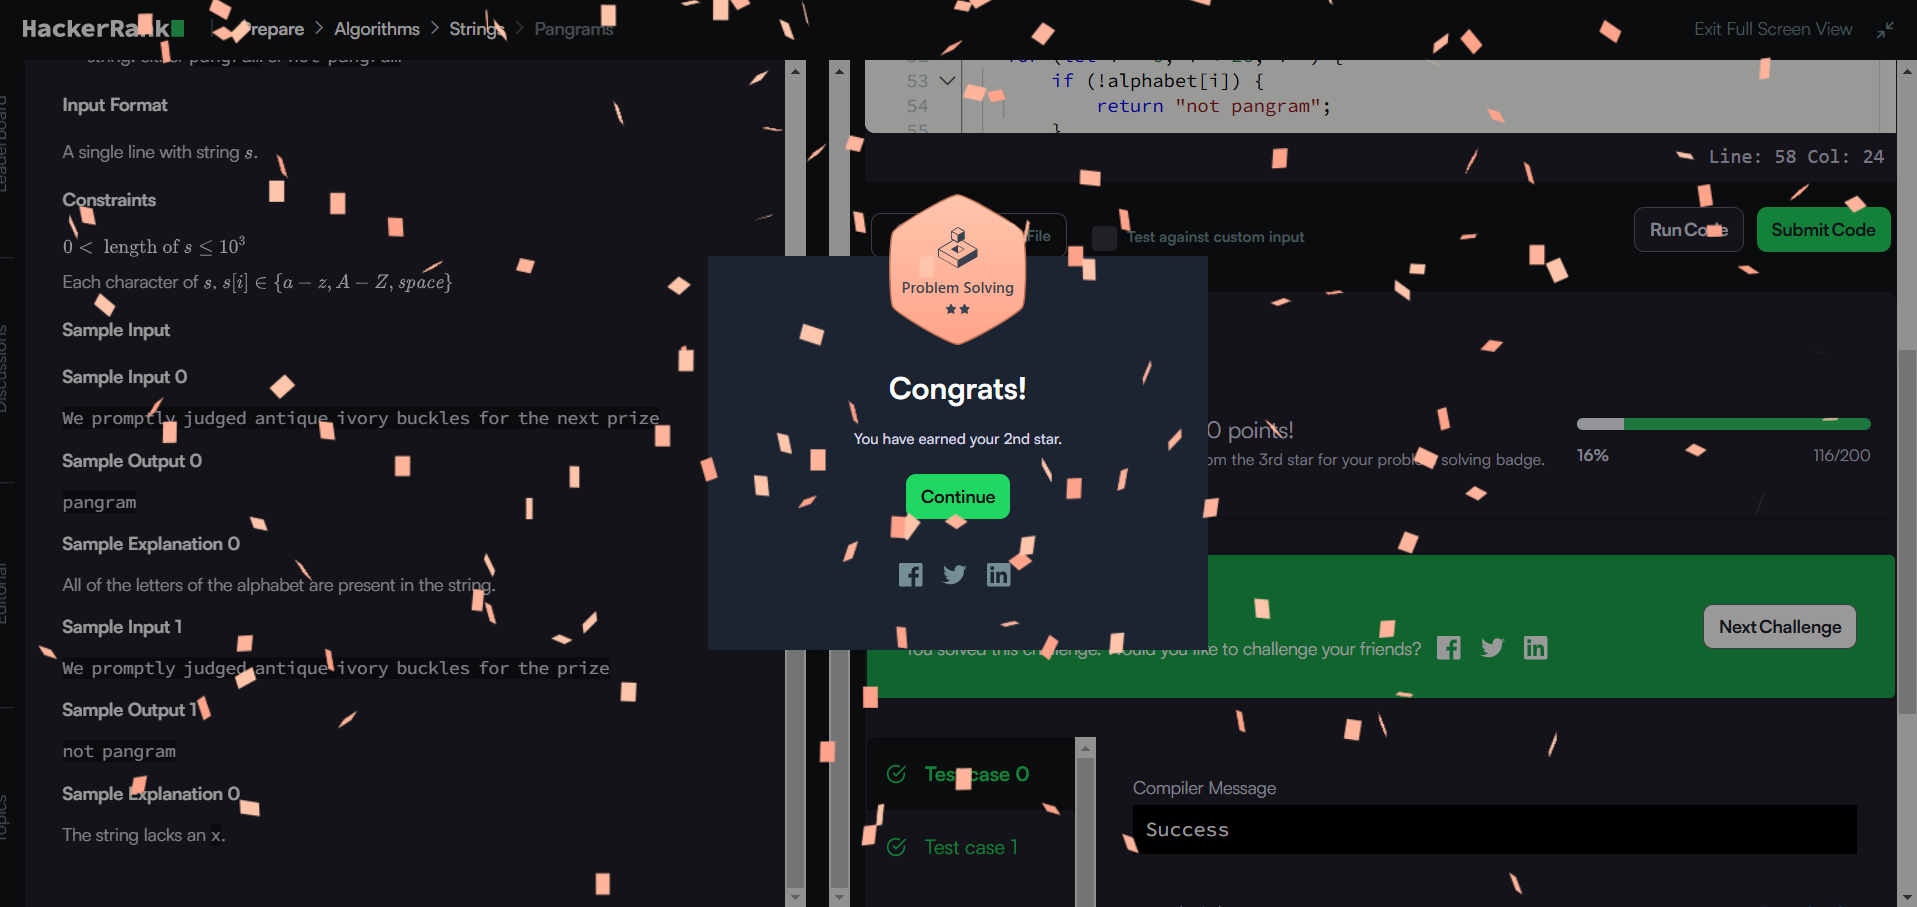 HackerRank
Prepare > Algorithms > Strings > Pangrams
Exit Full Screen View
Input Format
A single line with string s.
Constraints
0 < length of s ≤ 10³
Each character of s, s[i] ∈ {a − z, A − Z, space}
Sample Input
Sample Input 0
We promptly judged antique ivory buckles for the next prize
Sample Output 0
pangram
Sample Explanation 0
All of the letters of the alphabet are present in the string.
Sample Input 1
We promptly judged antique ivory buckles for the prize
Sample Output 1
not pangram
Sample Explanation 0
The string lacks an x.
53 if (!alphabet[i]) {
54 return "not pangram";
55 }
Line: 58 Col: 24
File
Test against custom input
Run Code
Submit Code
Problem Solving
Congrats!
You have earned your 2nd star.
Continue
0 points!
the 3rd star for your problem solving badge.
16%
116/200
You solved this challenge. Would you like to challenge your friends?
Next Challenge
Test case 0
Test case 1
Compiler Message
Success
Leaderboard
Discussions
Editorial
Topics